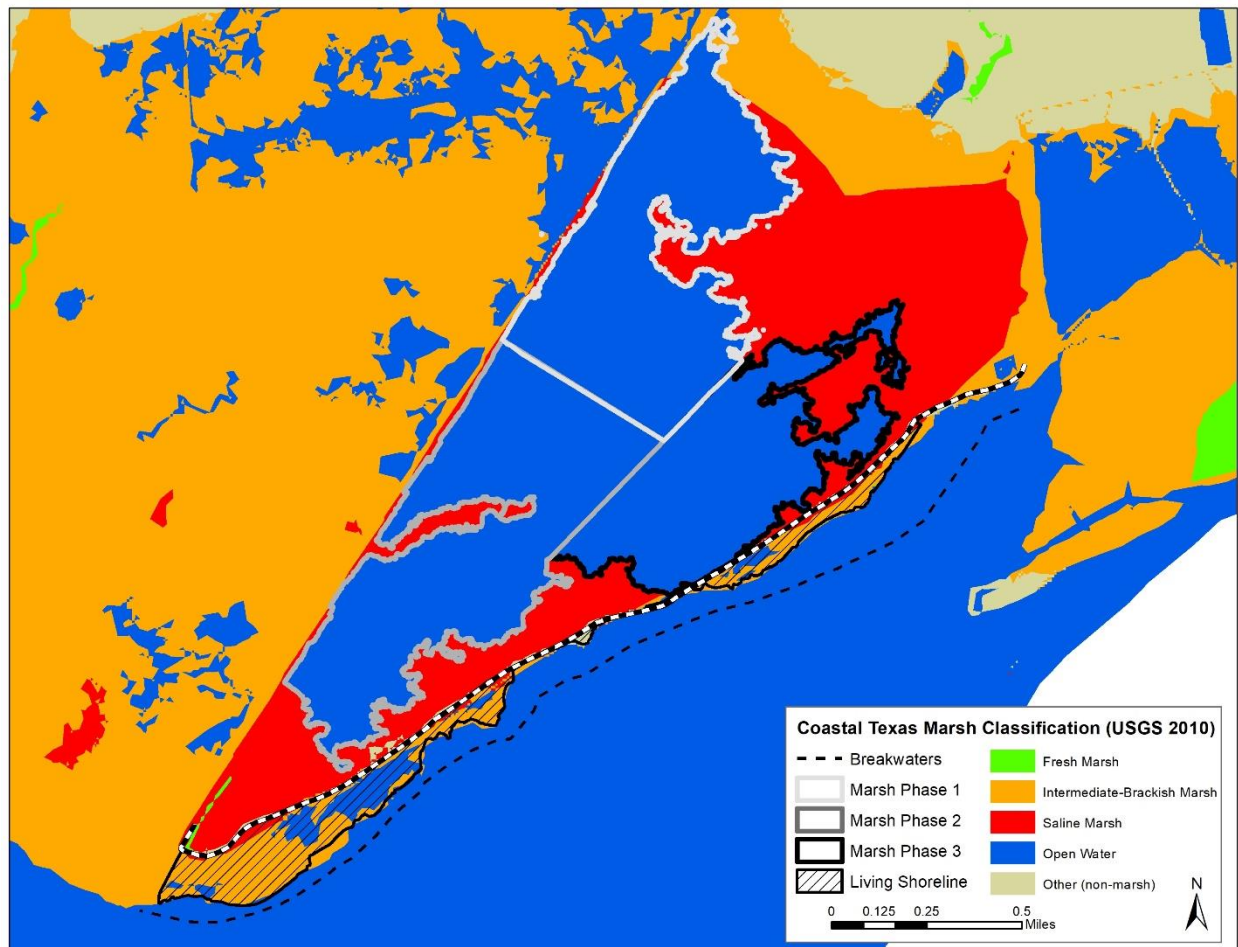 Coastal Texas Marsh Classification (USGS 2010)
Breakwaters
Marsh Phase 1
Marsh Phase 2
Marsh Phase 3
Living Shoreline
Fresh Marsh
Intermediate-Brackish Marsh
Saline Marsh
Open Water
Other (non-marsh)
N
0 0.125 0.25 0.5
Miles